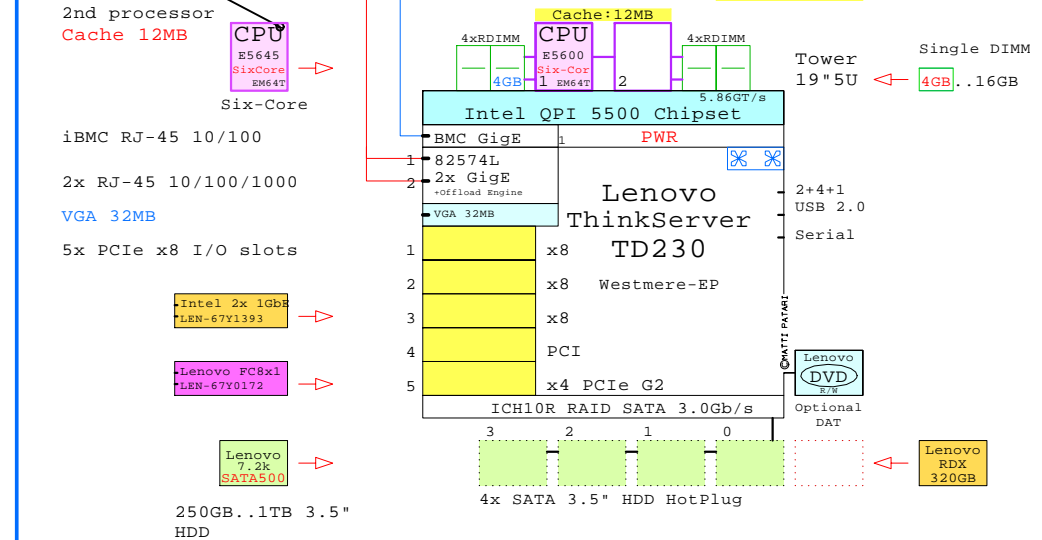 2nd processor
Cache 12MB
CPU
E5645
SixCore
EM64T
Six-Core
Cache:12MB
4xRDIMM
4GB
CPU
E5600
Six-Cor
1 EM64T
2
4xRDIMM
Tower
19"5U
Single DIMM
4GB..16GB
5.86GT/s
Intel QPI 5500 Chipset
iBMC RJ-45 10/100
BMC GigE
1
PWR
1 82574L
2 2x GigE
+Offload Engine
2x RJ-45 10/100/1000
VGA 32MB
VGA 32MB
Lenovo
ThinkServer
TD230
Westmere-EP
2+4+1
USB 2.0
Serial
5x PCIe x8 I/O slots
1 x8
2 x8
3 x8
4 PCI
5 x4 PCIe G2
Intel 2x 1GbE
LEN-67Y1393
Lenovo FC8x1
LEN-67Y0172
©MATTI PATARI
Lenovo
DVD
R/W
Optional
DAT
ICH10R RAID SATA 3.0Gb/s
3 2 1 0
Lenovo
7.2k
SATA500
Lenovo
RDX
320GB
4x SATA 3.5" HDD HotPlug
250GB..1TB 3.5"
HDD